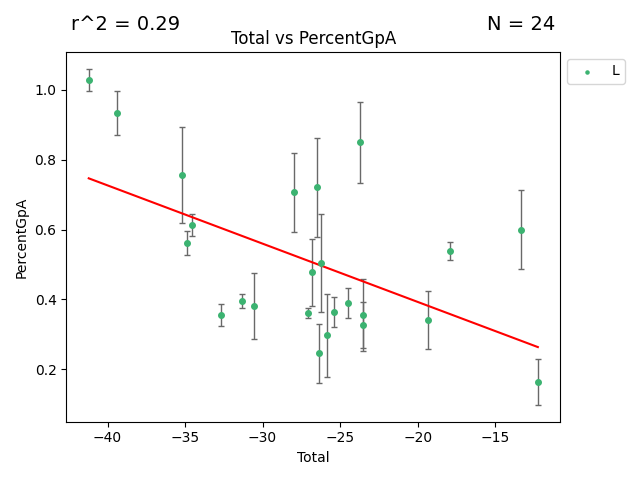 r^2 = 0.29
N = 24
Total vs PercentGpA
L
PercentGpA
1.0
0.8
0.6
0.4
0.2
−40
−35
−30
−25
−20
−15
Total